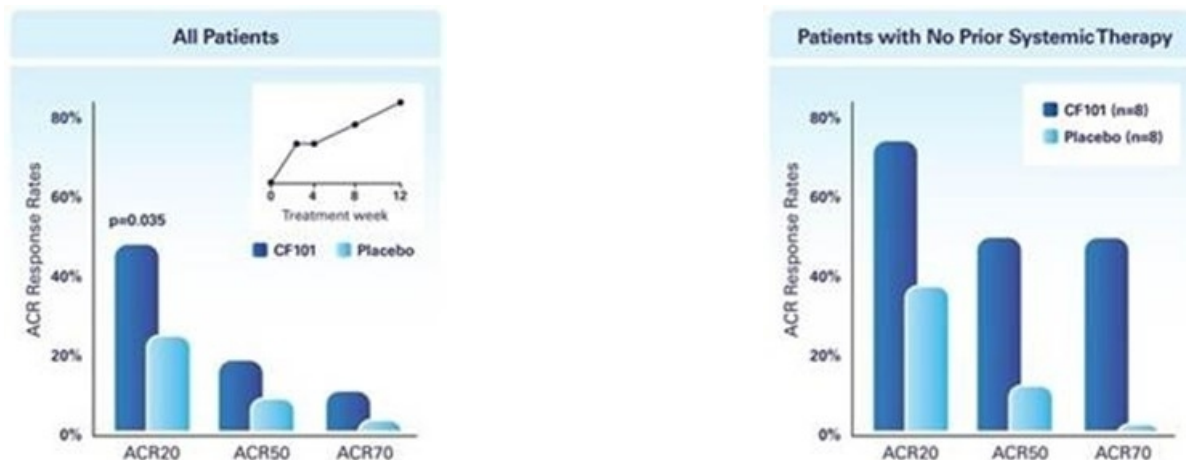 All Patients
ACR Response Rates
80%
60%
40%
20%
0%
p=0.035
0 4 8 12
Treatment week
CF101 Placebo
ACR20 ACR50 ACR70
Patients with No Prior Systemic Therapy
ACR Response Rates
80%
60%
40%
20%
0%
CF101 (n=8)
Placebo (n=8)
ACR20 ACR50 ACR70